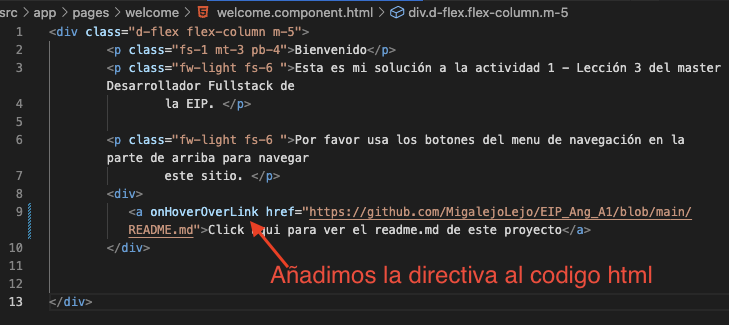 src > app > pages > welcome > welcome.component.html > div.d-flex.flex-column.m-5
1 <div class="d-flex flex-column m-5">
2 <p class="fs-1 mt-3 pb-4">Bienvenido</p>
3 <p class="fw-light fs-6 ">Esta es mi solución a la actividad 1 - Lección 3 del master
Desarrollador Fullstack de
4 la EIP. </p>
5
6 <p class="fw-light fs-6 ">Por favor usa los botones del menu de navegación en la
parte de arriba para navegar
7 este sitio. </p>
8 <div>
9 <a onHoverOverLink href="https://github.com/MigalejoLejo/EIP_Ang_A1/blob/main/
README.md">Click aqui para ver el readme.md de este proyecto</a>
10 </div>
11
Añadimos la directiva al codigo html
12
13 </div>